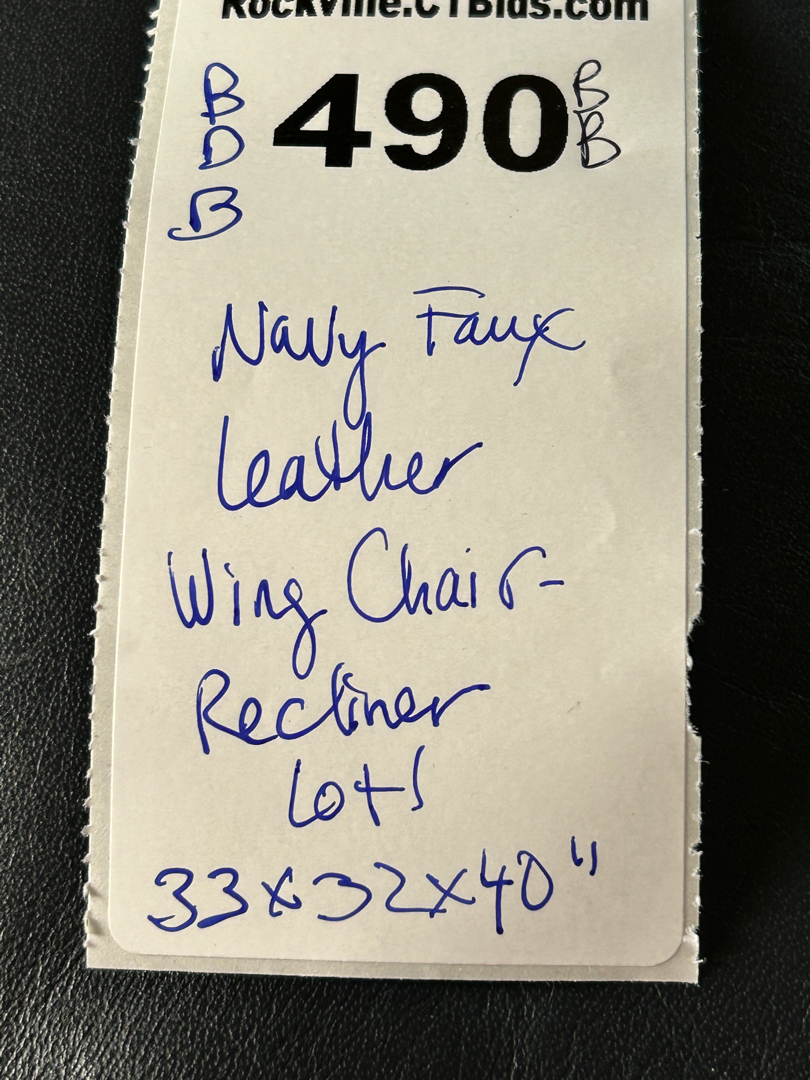 Rockville.CTBids.com
B 490 B
D B
B
Navy Faux
Leather
Wing Chair-
Recliner
Lot 1
33x32x40"